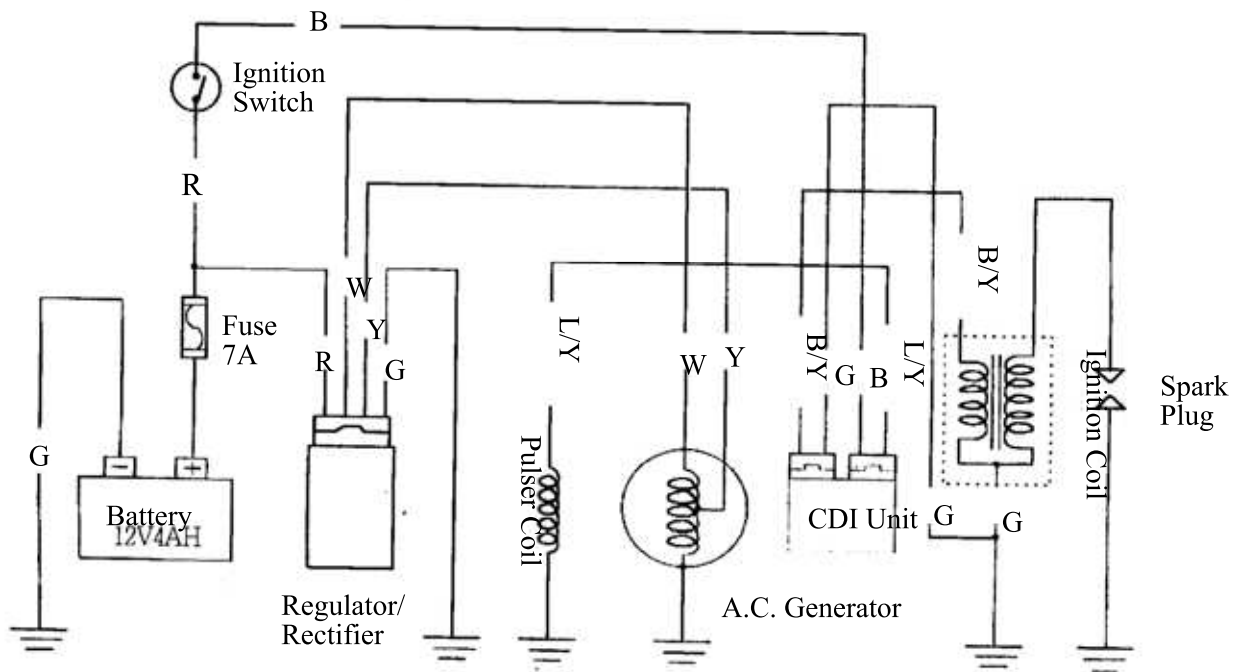 B
Ignition
Switch
R
W
Y
R
G
Fuse
7A
G
Battery
12V4AH
Regulator/
Rectifier
L/Y
Pulser Coil
W
Y
A.C. Generator
B/Y
G
B
L/Y
CDI Unit
G
B/Y
G
Ignition Coil
Spark
Plug